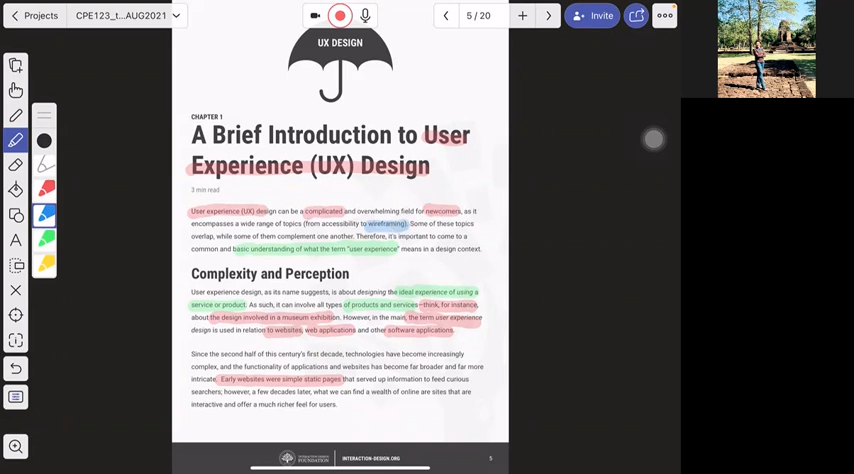 Projects CPE123_t...AUG2021 5 / 20 Invite
UX DESIGN
CHAPTER 1
A Brief Introduction to User
Experience (UX) Design
3 min read
User experience (UX) design can be a complicated and overwhelming field for newcomers, as it
encompasses a wide range of topics (from accessibility to wireframing). Some of these topics
overlap, while some of them complement one another. Therefore, it's important to come to a
common and basic understanding of what the term “user experience” means in a design context.
Complexity and Perception
User experience design, as its name suggests, is about designing the ideal experience of using a
service or product. As such, it can involve all types of products and services—think, for instance,
about the design involved in a museum exhibition. However, in the main, the term user experience
design is used in relation to websites, web applications and other software applications.
Since the second half of this century's first decade, technologies have become increasingly
complex, and the functionality of applications and websites has become far broader and far more
intricate. Early websites were simple static pages that served up information to feed curious
searchers; however, a few decades later, what we can find a wealth of online are sites that are
interactive and offer a much richer feel for users.
INTERACTION DESIGN
FOUNDATION
INTERACTION-DESIGN.ORG
5